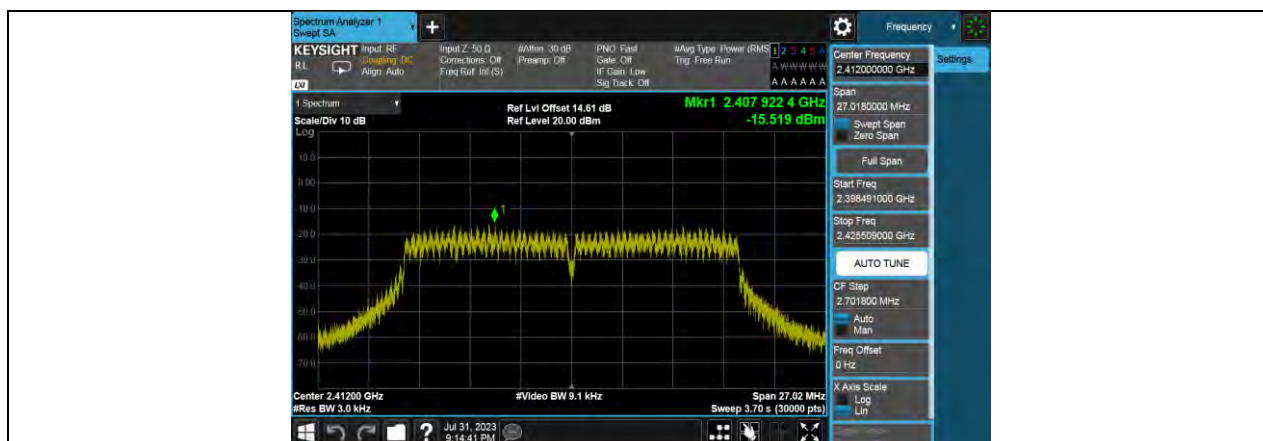 Spectrum Analyzer 1
Swept SA
+
Frequency
KEYSIGHT
RL
LXI
Input: RF
Coupling: DC
Align: Auto
Input Z: 50 Ω
Corrections: Off
Freq Ref: Int (S)
#Atten: 30 dB
Preamp: Off
PNO: Fast
Gate: Off
IF Gain: Low
Sig Track: Off
#Avg Type: Power (RMS
Trig: Free Run
1 2 3 4 5 6
A W W W W W
A A A A A A
1 Spectrum
Scale/Div 10 dB
Log
Ref Lvl Offset 14.61 dB
Ref Level 20.00 dBm
Mkr1 2.407 922 4 GHz
-15.519 dBm
10.0
0.00
-10.0
-20.0
-30.0
-40.0
-50.0
-60.0
-70.0
1
Center 2.41200 GHz
#Res BW 3.0 kHz
#Video BW 9.1 kHz
Span 27.02 MHz
Sweep 3.70 s (30000 pts)
Center Frequency
2.412000000 GHz
Settings
Span
27.0180000 MHz
Swept Span
Zero Span
Full Span
Start Freq
2.398491000 GHz
Stop Freq
2.425509000 GHz
AUTO TUNE
CF Step
2.701800 MHz
Auto
Man
Freq Offset
0 Hz
X Axis Scale
Log
Lin
?
Jul 31, 2023
9:14:41 PM